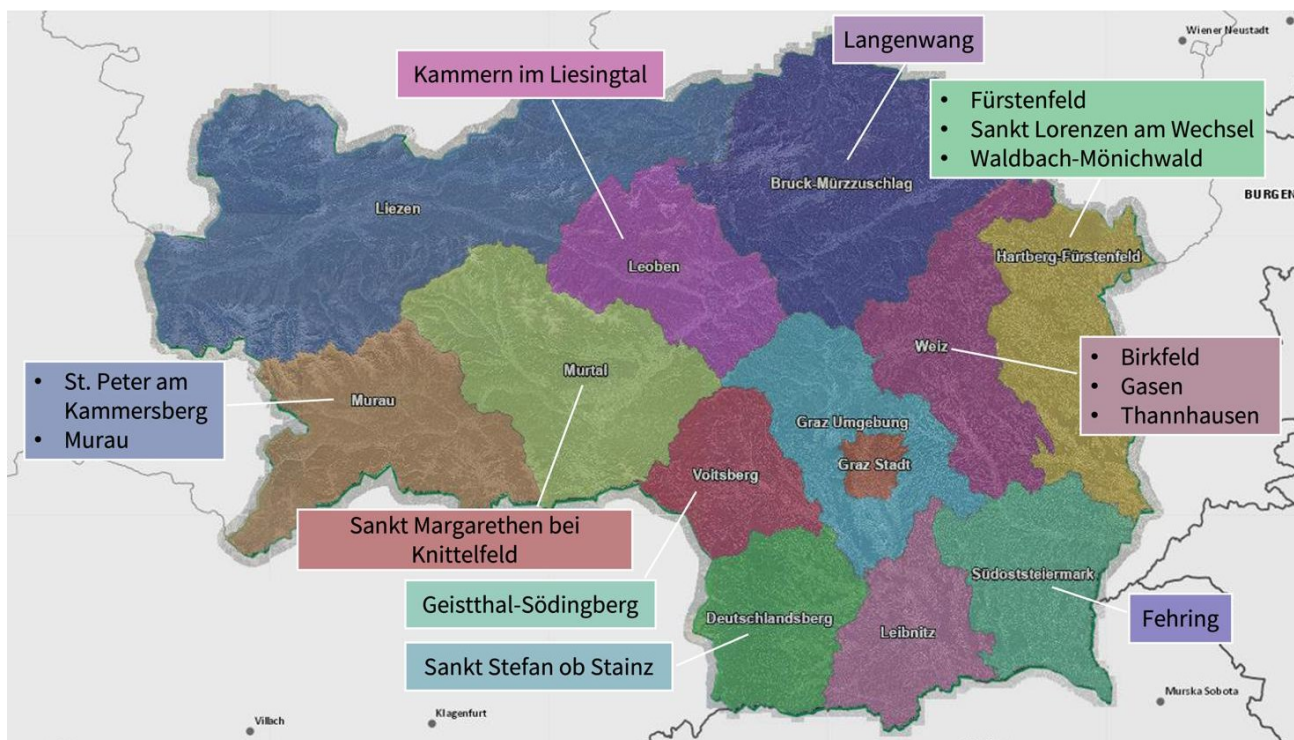 Wiener Neustadt
Langenwang
Kammern im Liesingtal
• Fürstenfeld
• Sankt Lorenzen am Wechsel
• Waldbach-Mönichwald
Bruck-Mürzzuschlag
BURGEN
Liezen
Leoben
Hartberg-Fürstenfeld
Weiz
• Birkfeld
• Gasen
• Thannhausen
Murtal
• St. Peter am
Kammersberg
• Murau
Murau
Graz Umgebung
Graz Stadt
Voitsberg
Sankt Margarethen bei
Knittelfeld
Südoststeiermark
Geistthal-Södingberg
Deutschlandsberg
Leibnitz
Fehring
Sankt Stefan ob Stainz
Murska Sobota
Klagenfurt
Villach